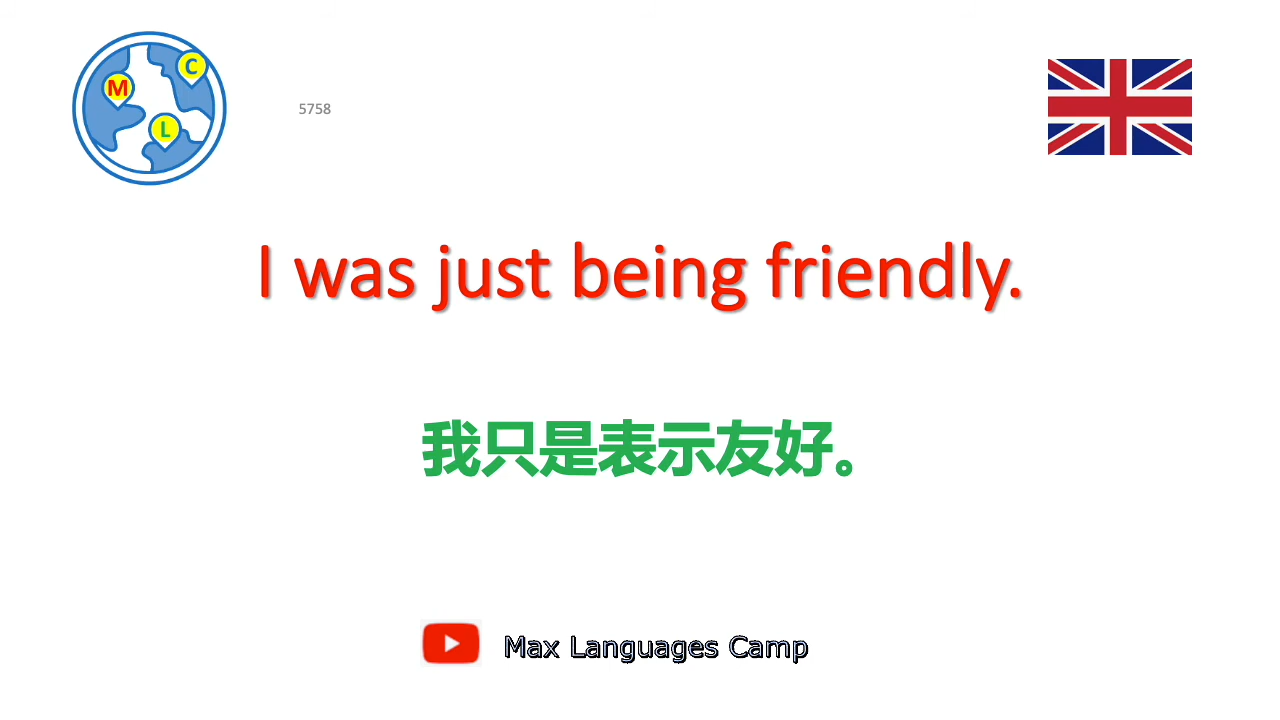 M
C
L
5758
I was just being friendly.
我只是表示友好。
Max Languages Camp